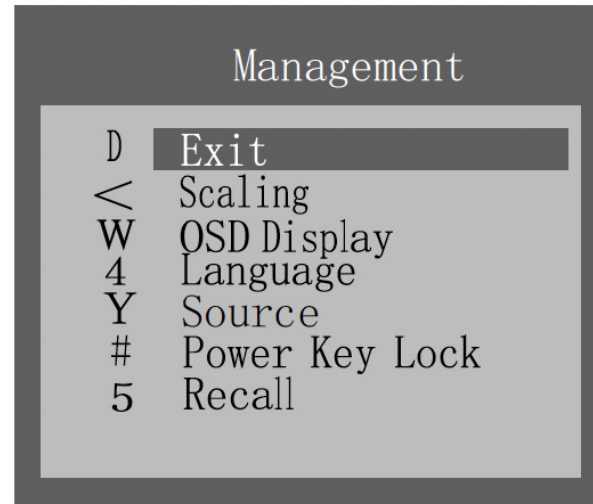 Management
D Exit
< Scaling
W OSD Display
4 Language
Y Source
# Power Key Lock
5 Recall